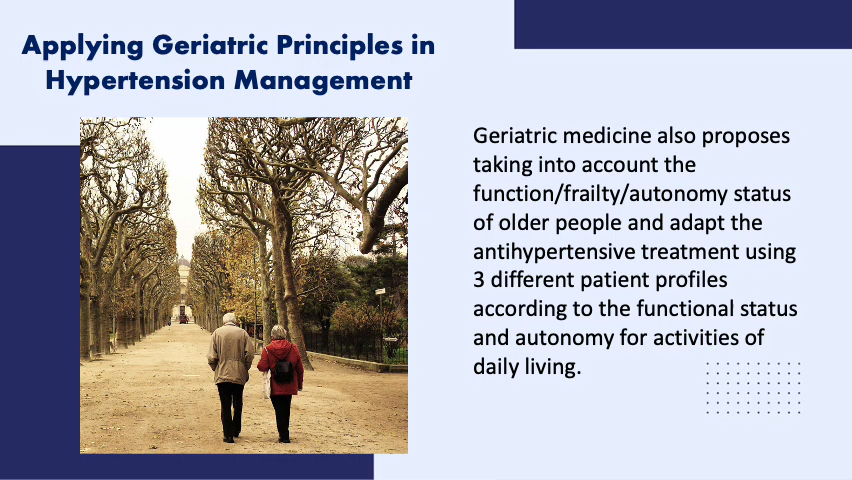 Applying Geriatric Principles in
Hypertension Management
Geriatric medicine also proposes
taking into account the
function/frailty/autonomy status
of older people and adapt the
antihypertensive treatment using
3 different patient profiles
according to the functional status
and autonomy for activities of
daily living.